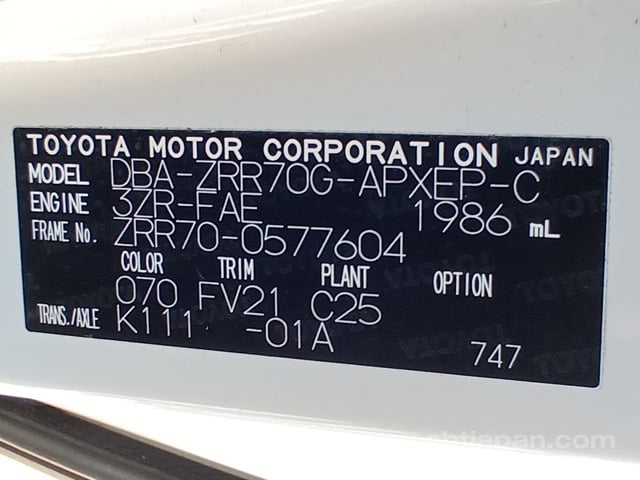 TOYOTA MOTOR CORPORATION JAPAN
MODEL DBA-ZRR70G-APXEP-C
ENGINE 3ZR-FAE 1986 mL
FRAME No. ZRR70-0577604
COLOR TRIM PLANT OPTION
070 FV21 C25
TRANS./AXLE K111 -01A
747